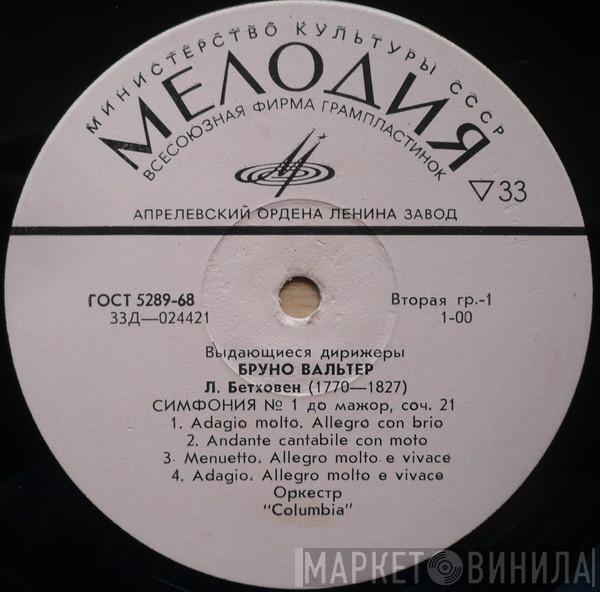 МИНИСТЕРСТВО КУЛЬТУРЫ СССР
МЕЛОДИЯ
ВСЕСОЮЗНАЯ ФИРМА ГРАМПЛАСТИНОК
▽33
АПРЕЛЕВСКИЙ ОРДЕНА ЛЕНИНА ЗАВОД
ГОСТ 5289-68
33Д—024421
Вторая гр.-1
1-00
Выдающиеся дирижеры
БРУНО ВАЛЬТЕР
Л. Бетховен (1770—1827)
СИМФОНИЯ № 1 до мажор, соч. 21
1. Adagio molto. Allegro con brio
2. Andante cantabile con moto
3. Menuetto. Allegro molto e vivace
4. Adagio. Allegro molto e vivace
Оркестр
"Columbia"
МАРКЕТ ВИНИЛА